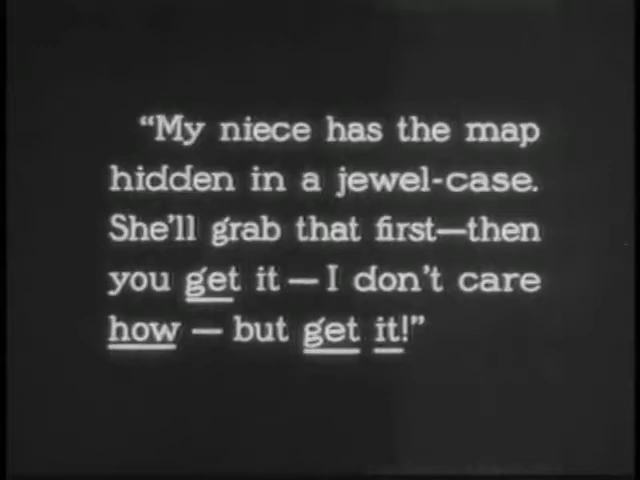 “My niece has the map
hidden in a jewel-case.
She'll grab that first—then
you get it — I don't care
how — but get it!”